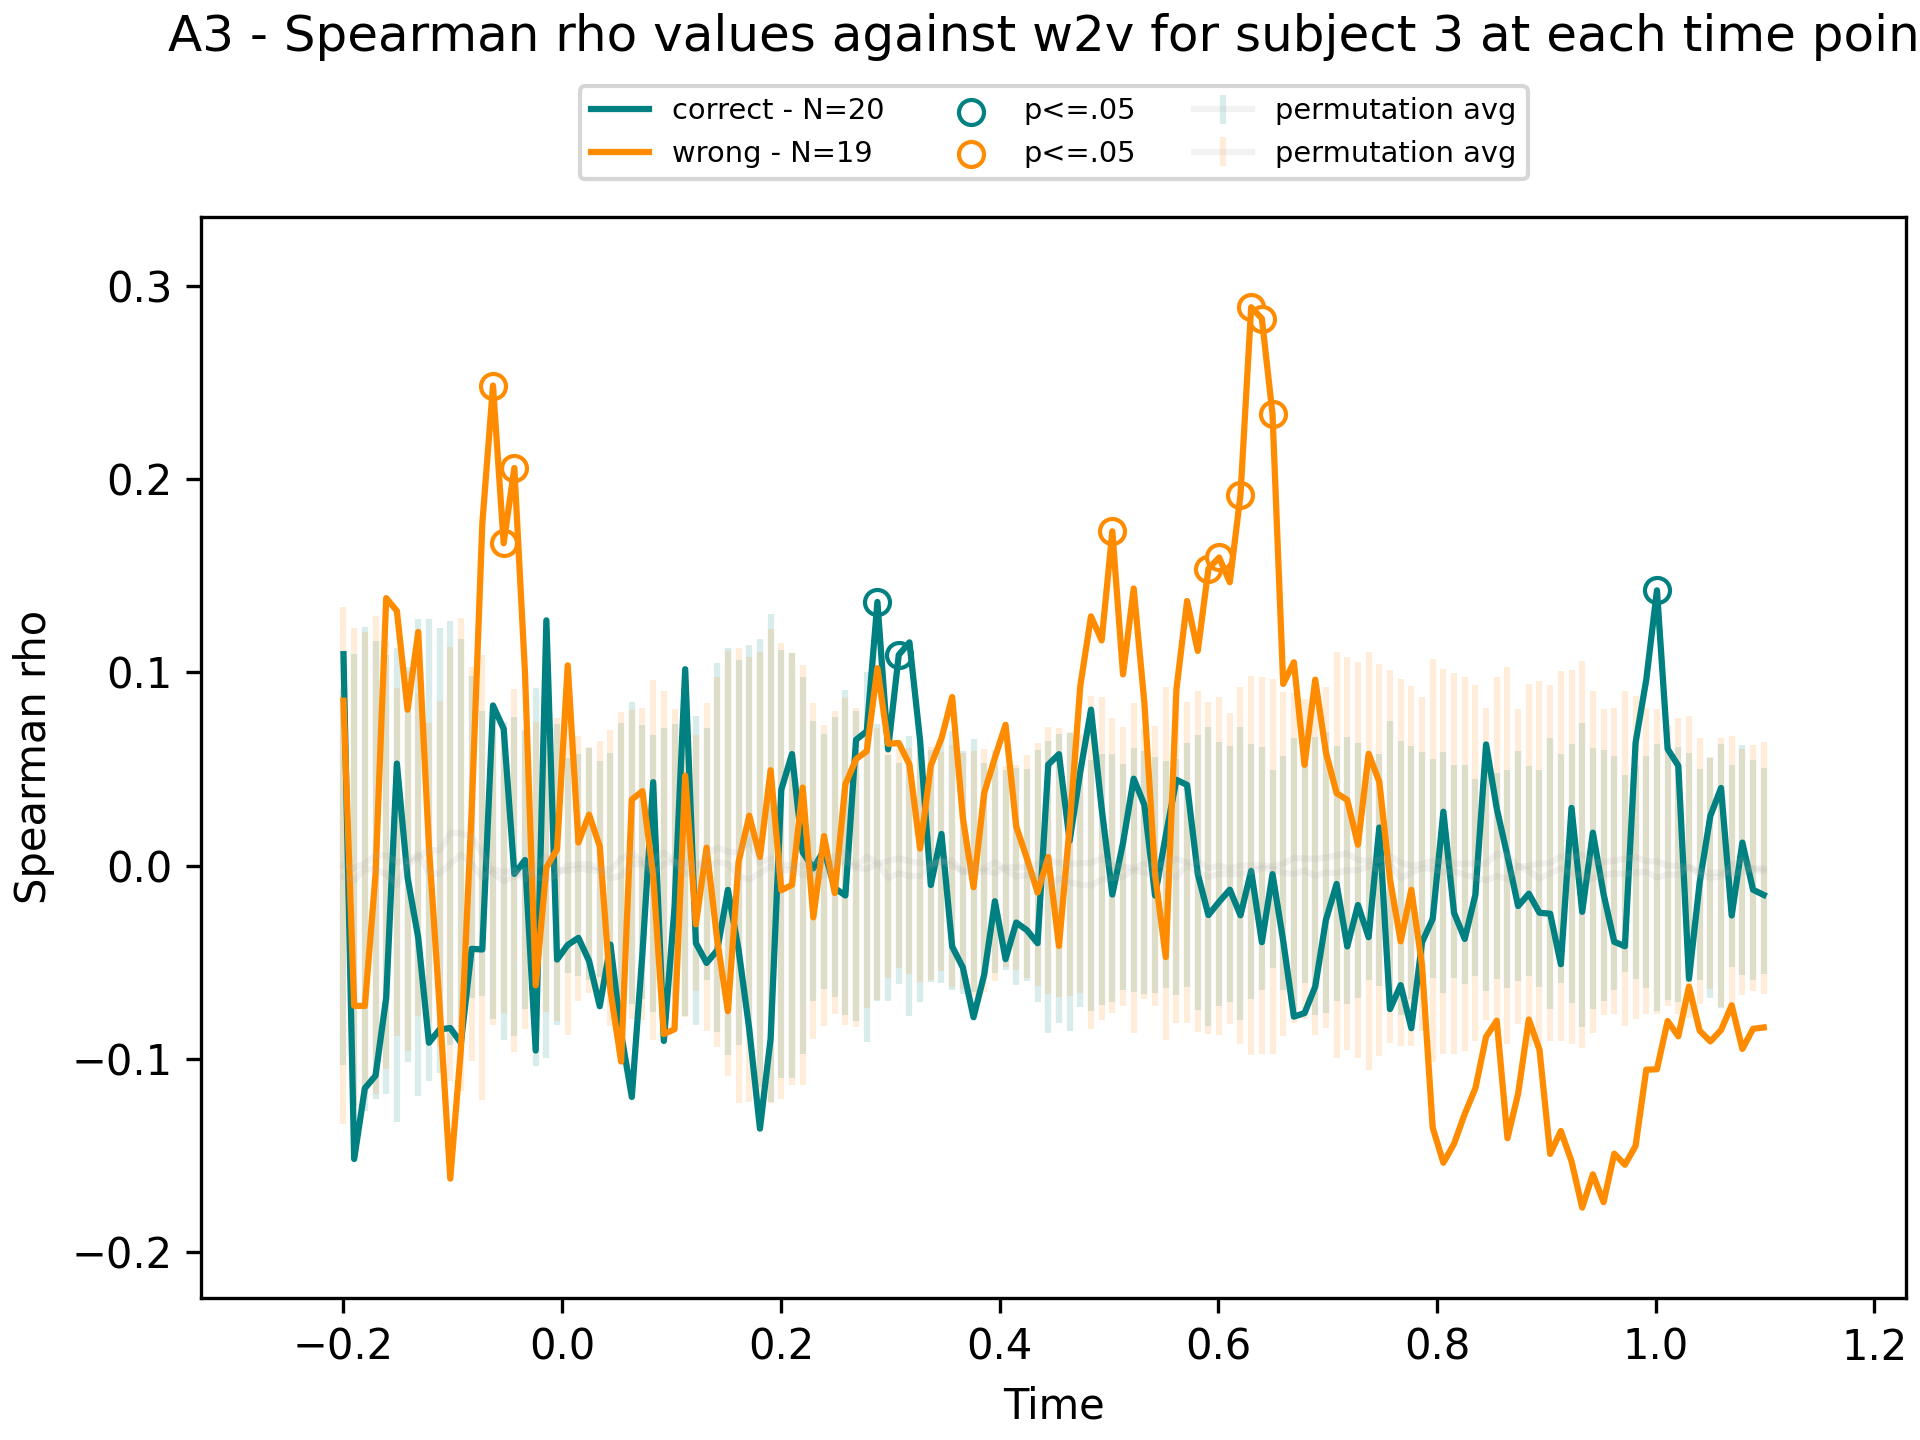 A3 - Spearman rho values against w2v for subject 3 at each time poin
correct - N=20
wrong - N=19
p<=.05
p<=.05
permutation avg
permutation avg
Spearman rho
0.3
0.2
0.1
0.0
−0.1
−0.2
−0.2 0.0 0.2 0.4 0.6 0.8 1.0 1.2
Time